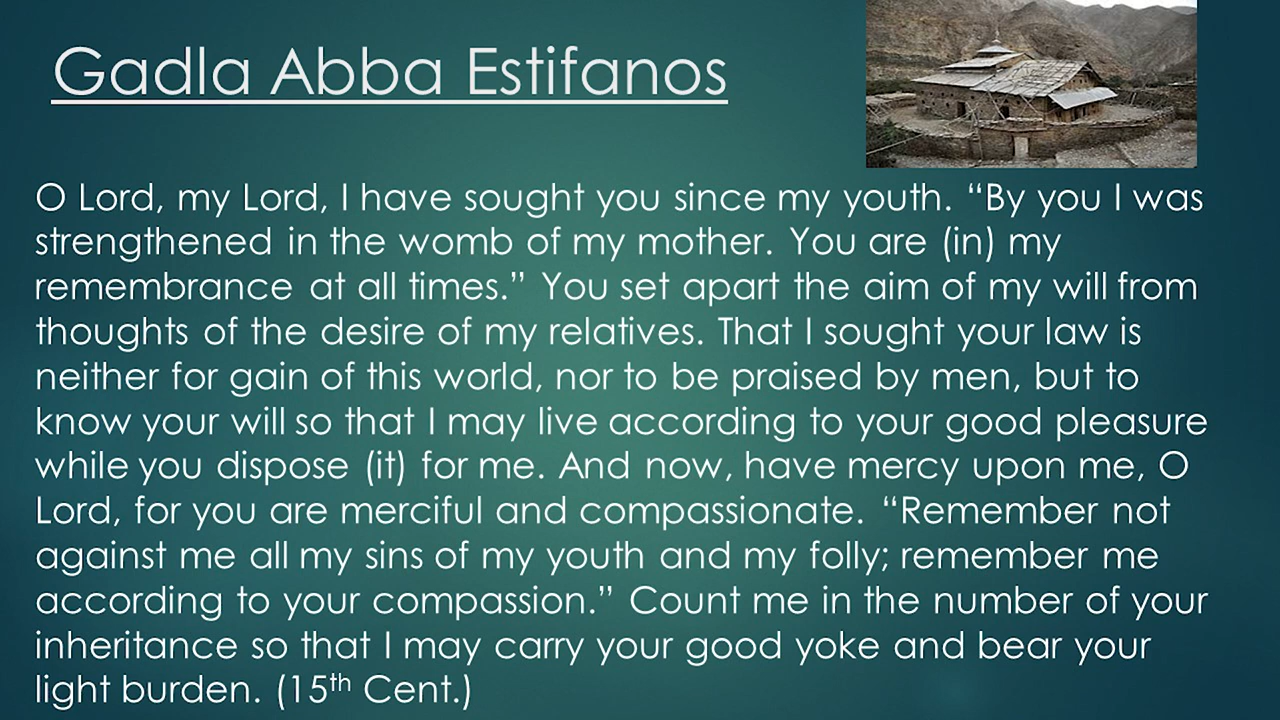 Gadla Abba Estifanos
O Lord, my Lord, I have sought you since my youth. “By you I was
strengthened in the womb of my mother. You are (in) my
remembrance at all times.” You set apart the aim of my will from
thoughts of the desire of my relatives. That I sought your law is
neither for gain of this world, nor to be praised by men, but to
know your will so that I may live according to your good pleasure
while you dispose (it) for me. And now, have mercy upon me, O
Lord, for you are merciful and compassionate. “Remember not
against me all my sins of my youth and my folly; remember me
according to your compassion.” Count me in the number of your
inheritance so that I may carry your good yoke and bear your
light burden. (15th Cent.)